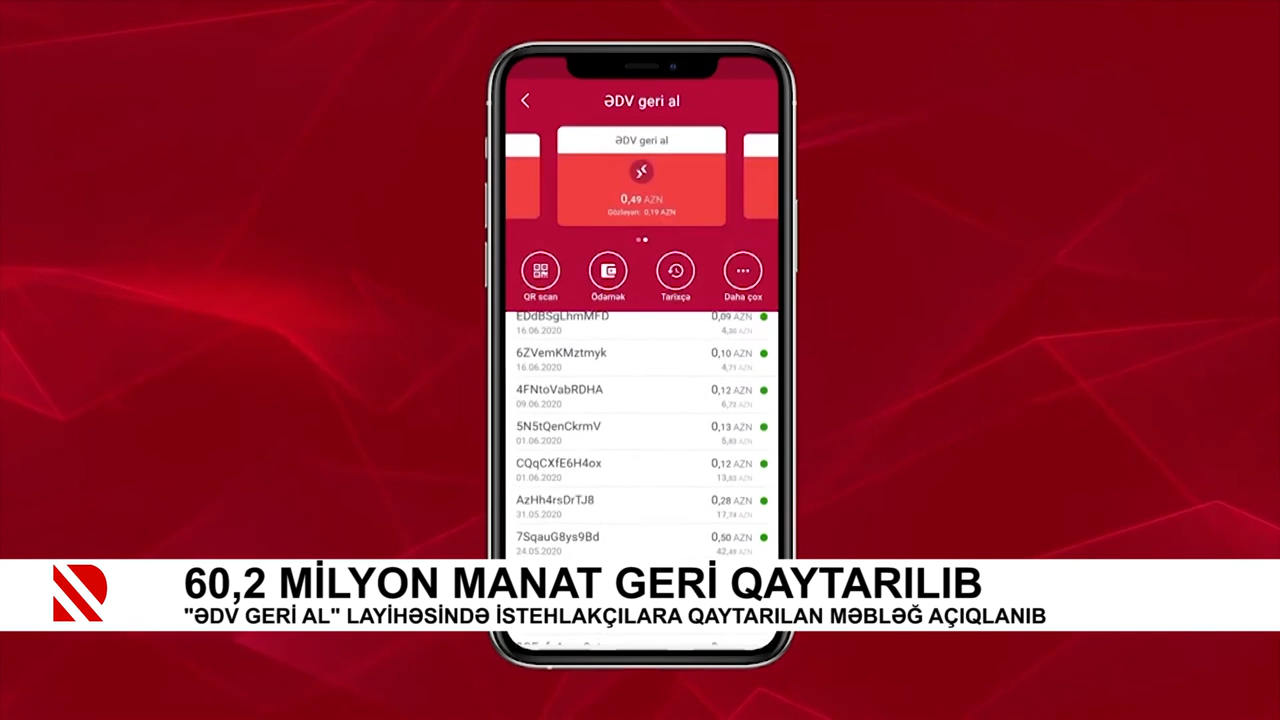 ƏDV geri al
ƏDV geri al
0,49 AZN
Gözləyən: 0,19 AZN
QR scan
Ödəmək
Tarixçə
Daha çox
EDdBSgLhmMFD 0,09 AZN
16.06.2020 4,30 AZN
6ZVemKMztmyk 0,10 AZN
16.06.2020 4,71 AZN
4FNtoVabRDHA 0,12 AZN
09.06.2020 6,72 AZN
5N5tQenCkrmV 0,13 AZN
01.06.2020 5,83 AZN
CQqCXfE6H4ox 0,12 AZN
01.06.2020 13,83 AZN
AzHh4rsDrTJ8 0,28 AZN
31.05.2020 17,74 AZN
7SqauG8ys9Bd 0,50 AZN
24.05.2020 42,49 AZN
60,2 MİLYON MANAT GERİ QAYTARILIB
"ƏDV GERİ AL" LAYİHƏSİNDƏ İSTEHLAKÇILARA QAYTARILAN MƏBLƏĞ AÇIQLANIB